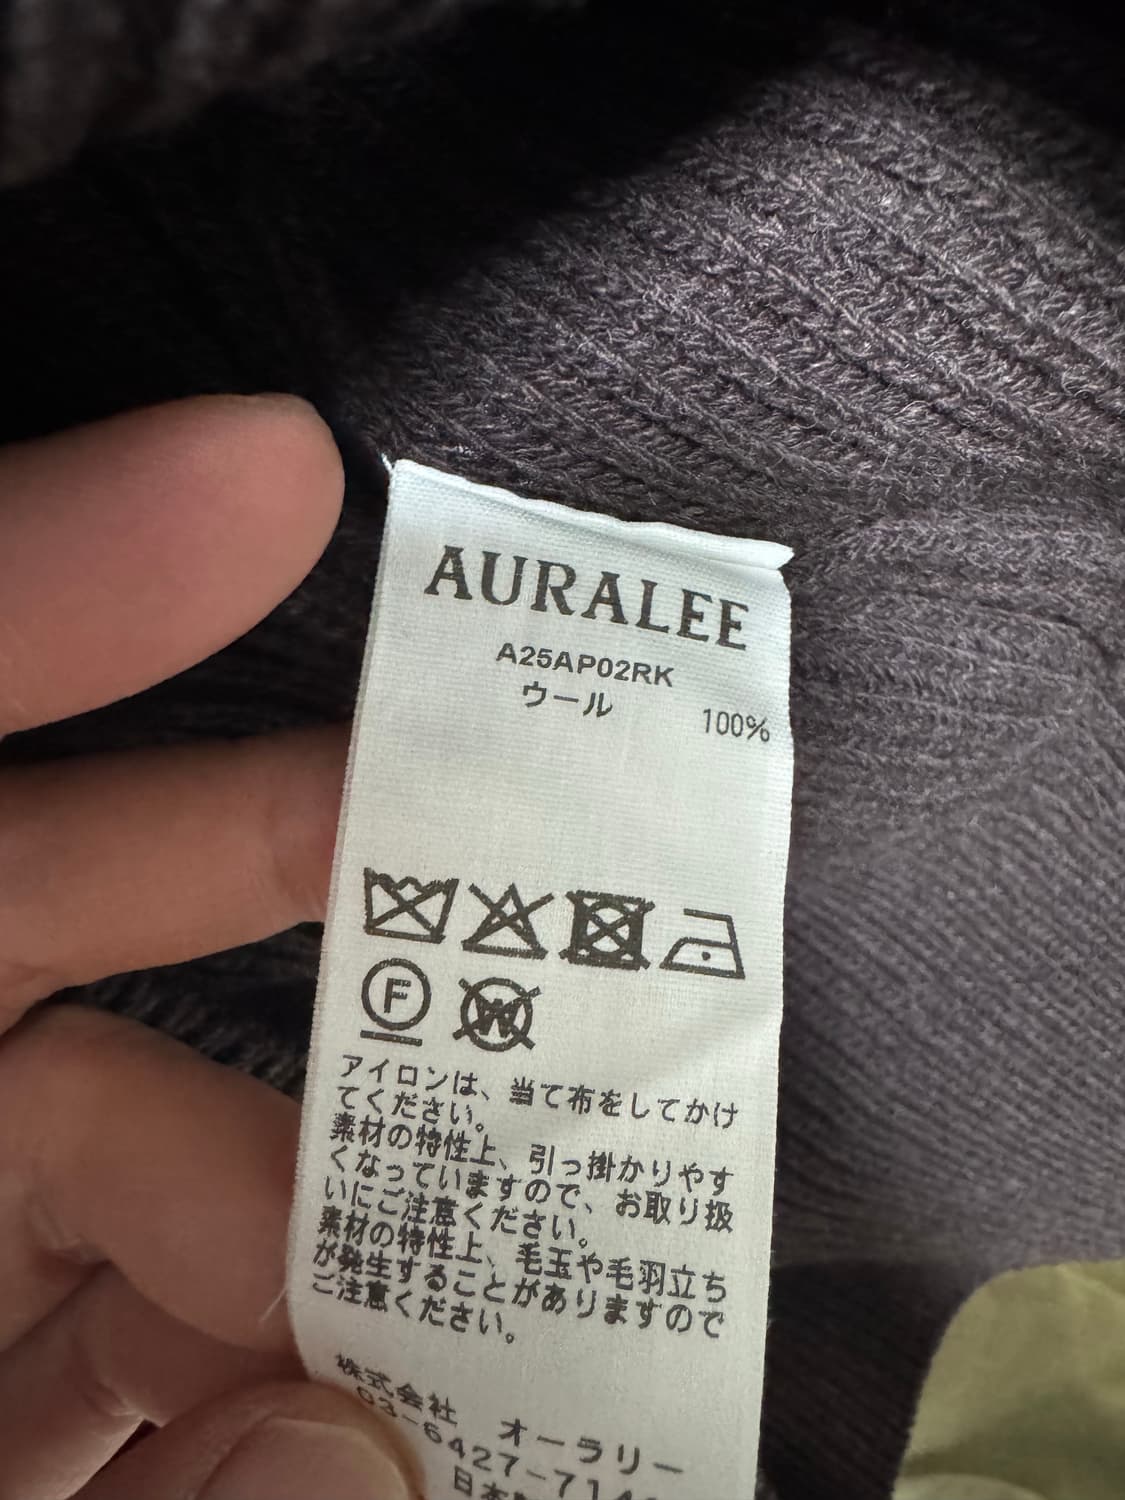 AURALEE
A25AP02RK
ウール 100%
F
W
アイロンは、当て布をしてかけ
てください。
素材の特性上、引っ掛かりやす
くなっていますので、お取り扱
いにご注意ください。
素材の特性上、毛玉や毛羽立ち
が発生することがありますので
ご注意ください。
株式会社 オーラリー
03-6427-714
日本